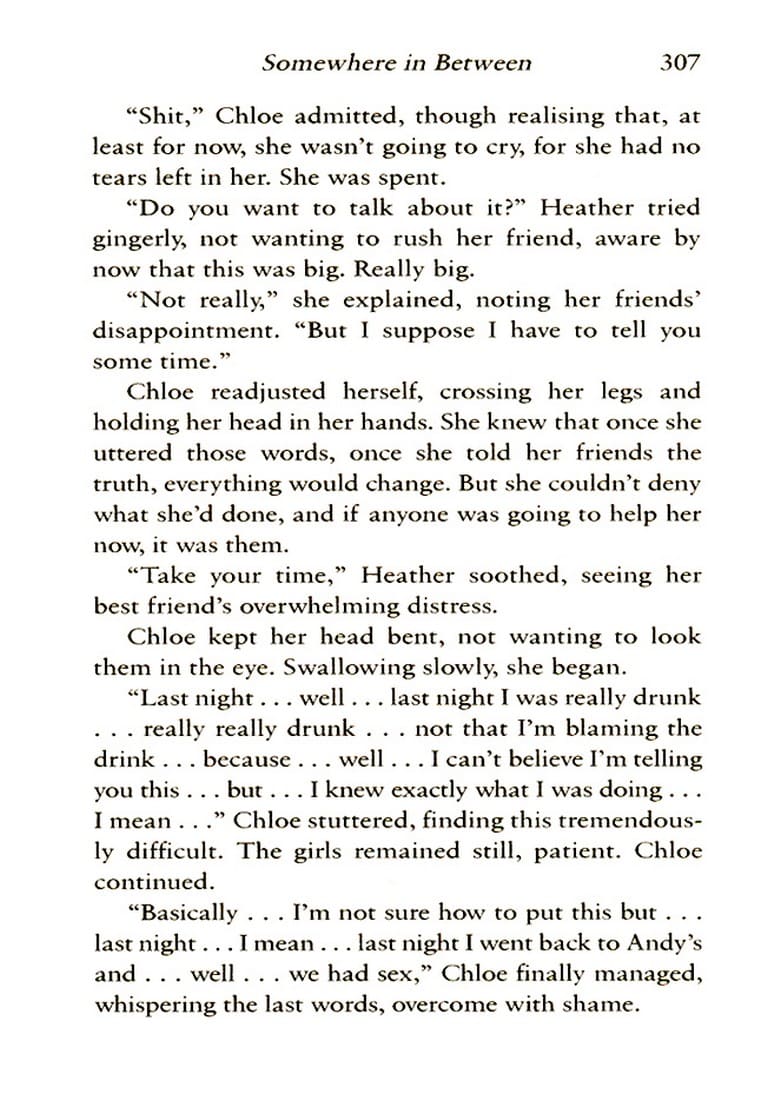 Somewhere in Between 307
“Shit,” Chloe admitted, though realising that, at
least for now, she wasn’t going to cry, for she had no
tears left in her. She was spent.
“Do you want to talk about it?” Heather tried
gingerly, not wanting to rush her friend, aware by
now that this was big. Really big.
“Not really,” she explained, noting her friends’
disappointment. “But I suppose I have to tell you
some time.”
Chloe readjusted herself, crossing her legs and
holding her head in her hands. She knew that once she
uttered those words, once she told her friends the
truth, everything would change. But she couldn’t deny
what she’d done, and if anyone was going to help her
now, it was them.
“Take your time,” Heather soothed, seeing her
best friend’s overwhelming distress.
Chloe kept her head bent, not wanting to look
them in the eye. Swallowing slowly, she began.
“Last night . . . well . . . last night I was really drunk
. . . really really drunk . . . not that I’m blaming the
drink . . . because . . . well . . . I can’t believe I’m telling
you this . . . but . . . I knew exactly what I was doing . . .
I mean . . .” Chloe stuttered, finding this tremendous-
ly difficult. The girls remained still, patient. Chloe
continued.
“Basically . . . I’m not sure how to put this but . . .
last night . . . I mean . . . last night I went back to Andy’s
and . . . well . . . we had sex,” Chloe finally managed,
whispering the last words, overcome with shame.